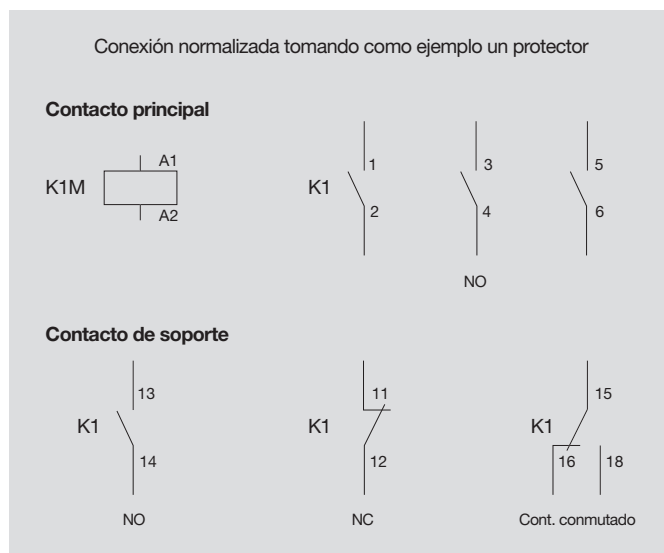 Conexión normalizada tomando como ejemplo un protector
Contacto principal
K1M
A1
A2
K1
1
2
3
4
5
6
NO
Contacto de soporte
K1
13
14
NO
K1
11
12
NC
K1
15
16
18
Cont. conmutado